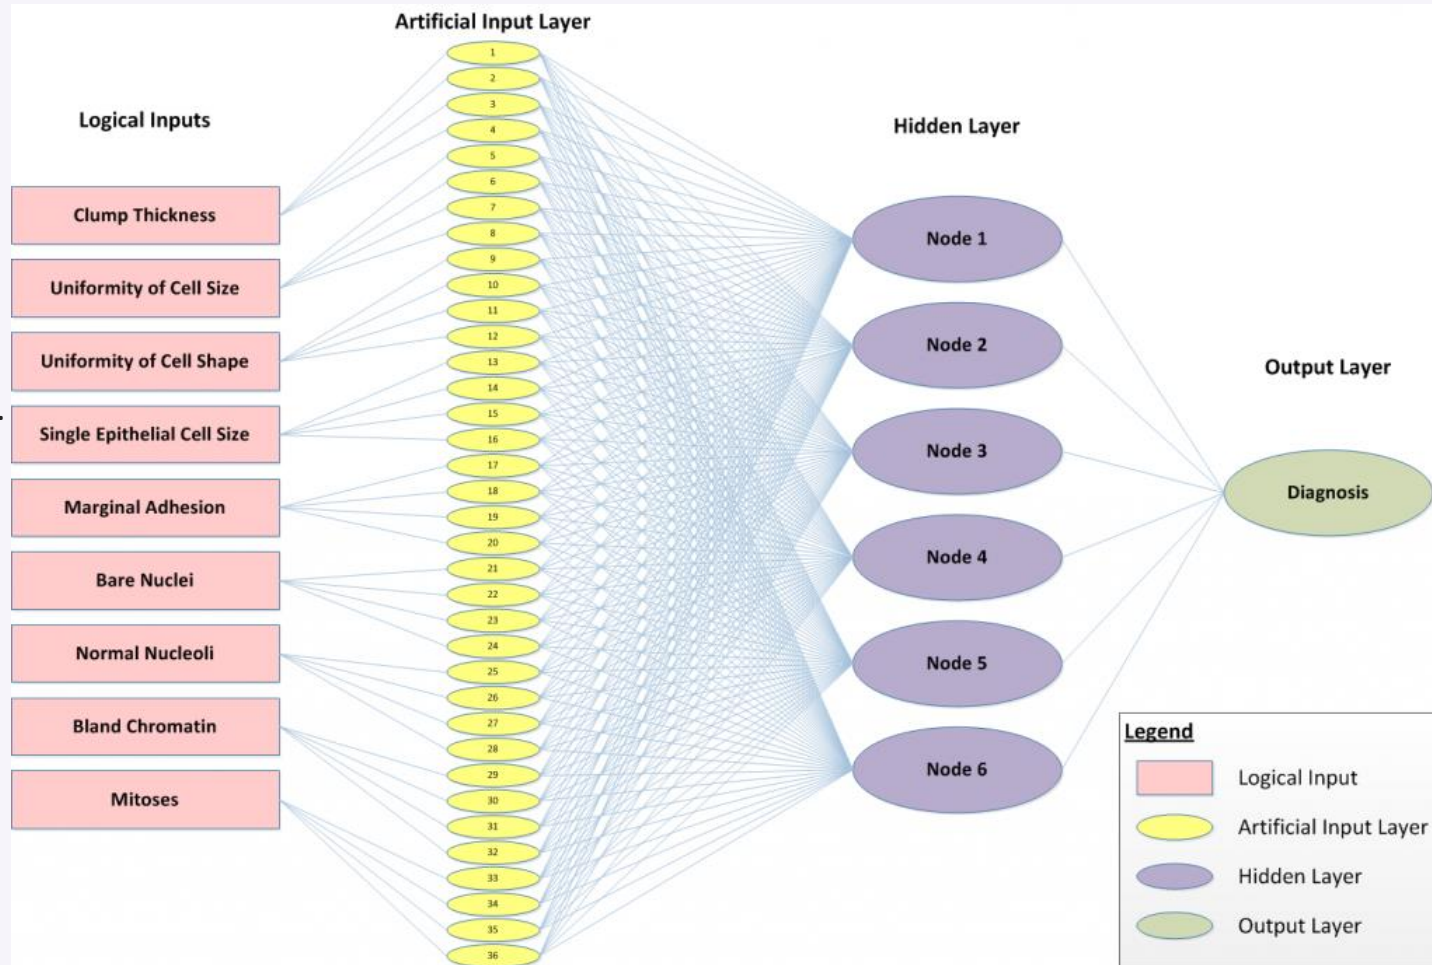 Artificial Input Layer
Logical Inputs
Hidden Layer
Output Layer
Clump Thickness
Uniformity of Cell Size
Uniformity of Cell Shape
Single Epithelial Cell Size
Marginal Adhesion
Bare Nuclei
Normal Nucleoli
Bland Chromatin
Mitoses
1
2
3
4
5
6
7
8
9
10
11
12
13
14
15
16
17
18
19
20
21
22
23
24
25
26
27
28
29
30
31
32
33
34
35
36
Node 1
Node 2
Node 3
Node 4
Node 5
Node 6
Diagnosis
Legend
Logical Input
Artificial Input Layer
Hidden Layer
Output Layer